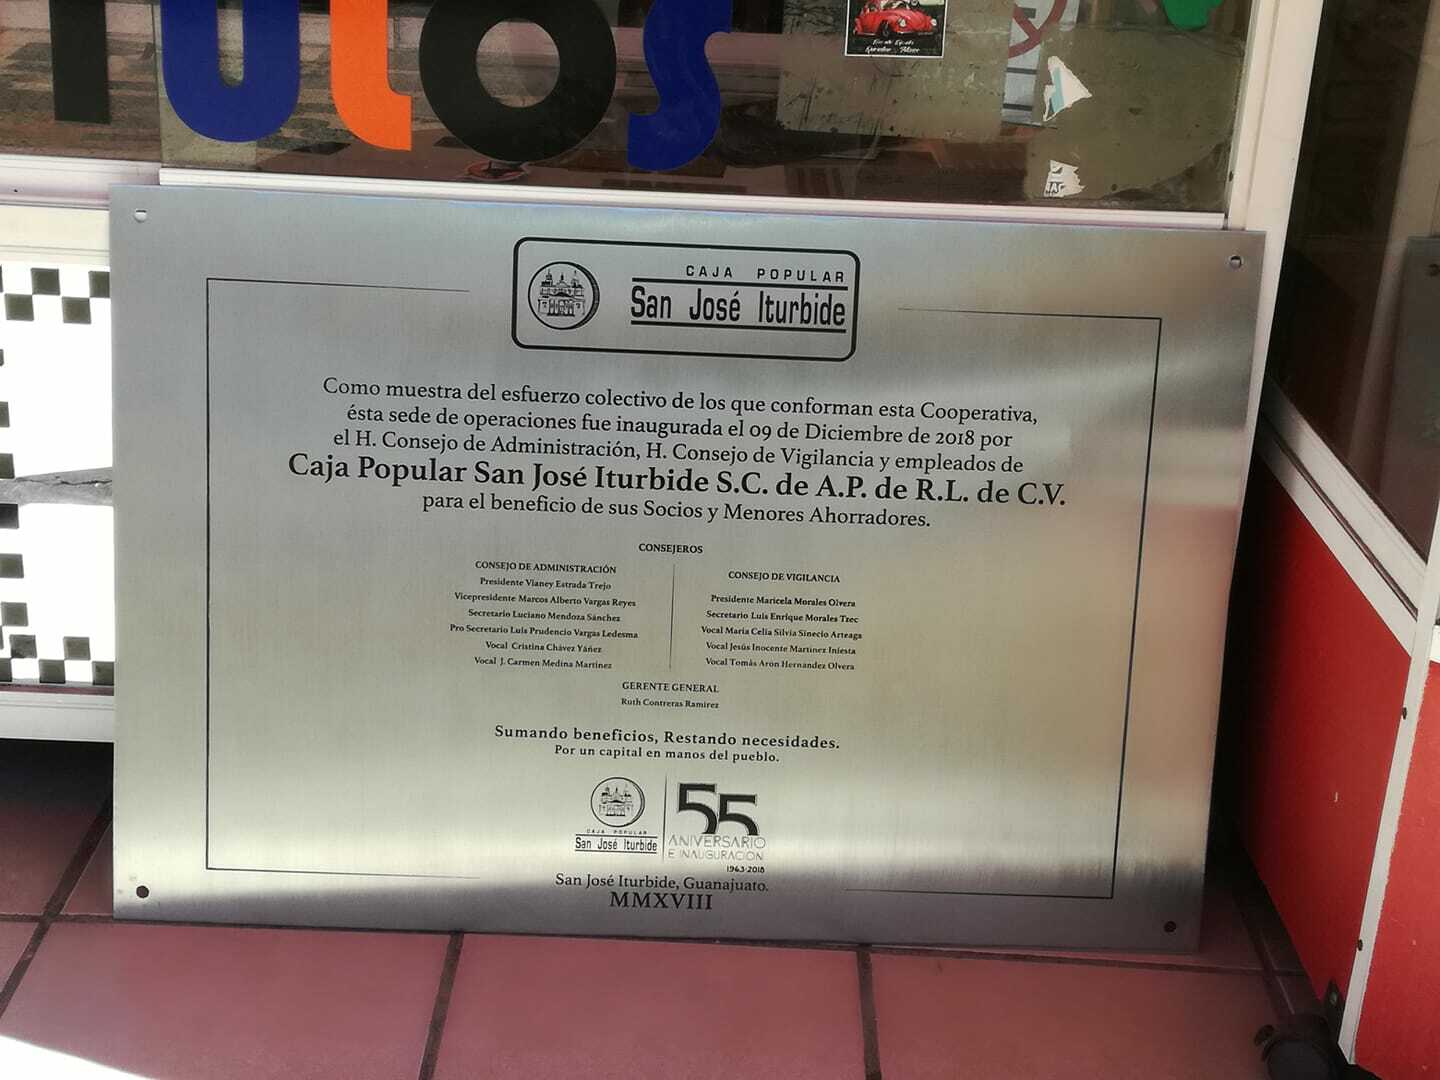 CAJA POPULAR
San José Iturbide
Como muestra del esfuerzo colectivo de los que conforman esta Cooperativa,
ésta sede de operaciones fue inaugurada el 09 de Diciembre de 2018 por
el H. Consejo de Administración, H. Consejo de Vigilancia y empleados de
Caja Popular San José Iturbide S.C. de A.P. de R.L. de C.V.
para el beneficio de sus Socios y Menores Ahorradores.
CONSEJEROS
CONSEJO DE ADMINISTRACIÓN
Presidente Vianey Estrada Trejo
Vicepresidente Marcos Alberto Vargas Reyes
Secretario Luciano Mendoza Sánchez
Pro Secretario Luis Prudencio Vargas Ledesma
Vocal Cristina Chávez Yáñez
Vocal J. Carmen Medina Martínez
CONSEJO DE VIGILANCIA
Presidente Maricela Morales Olvera
Secretario Luis Enrique Morales Trec
Vocal María Celia Silvia Sinecio Arteaga
Vocal Jesús Inocente Martínez Iniesta
Vocal Tomás Arón Hernández Olvera
GERENTE GENERAL
Ruth Contreras Ramírez
Sumando beneficios, Restando necesidades.
Por un capital en manos del pueblo.
CAJA POPULAR
San José Iturbide
55
ANIVERSARIO
E INAUGURACIÓN
1963-2018
San José Iturbide, Guanajuato.
MMXVIII